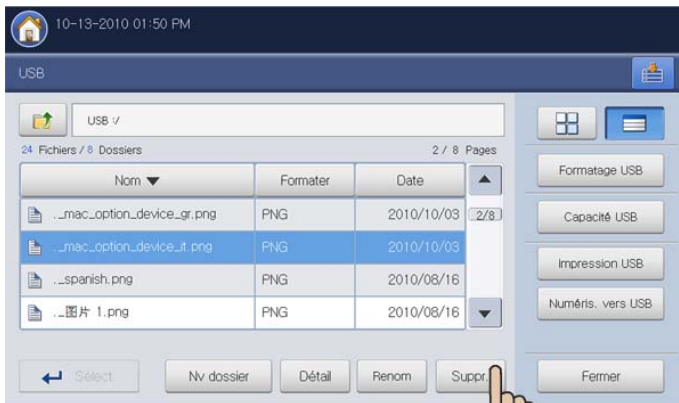 10-13-2010 01:50 PM
USB
USB :/
24 Fichiers / 8 Dossiers 2 / 8 Pages
Nom ▼ Formater Date
._mac_option_device_gr.png PNG 2010/10/03 2/8
._mac_option_device_it.png PNG 2010/10/03
._spanish.png PNG 2010/08/16
._图片 1.png PNG 2010/08/16
Sélect. Nv dossier Détail Renom Suppr.
Formatage USB
Capacité USB
Impression USB
Numéris. vers USB
Fermer